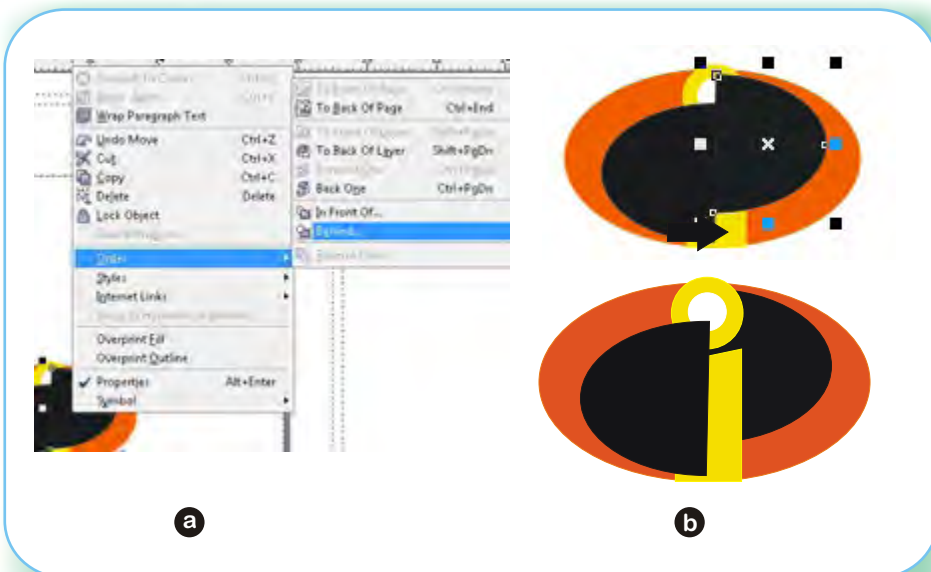 Wrap Paragraph Text
Undo Move Ctrl+Z
Cut Ctrl+X
Copy Ctrl+C
Delete Delete
Lock Object
Order
Styles
Internet Links
Overprint Fill
Overprint Outline
Properties Alt+Enter
Symbol
To Back Of Page Ctrl+End
To Back Of Layer Shift+PgDn
Back One Ctrl+PgDn
In Front Of...
Behind...
a
b